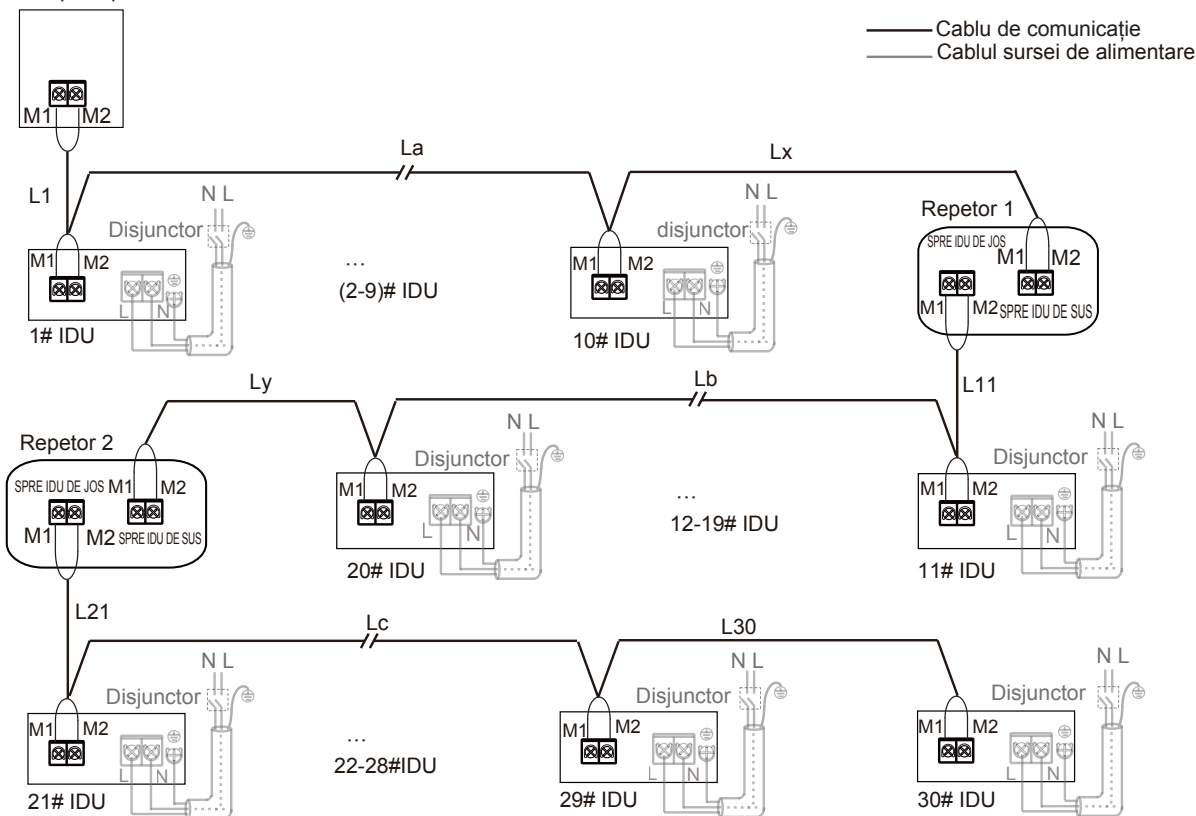 Cablu de comunicație
Cablul sursei de alimentare
M1 M2
L1
La
Lx
N L
Disjunctor
M1 M2
L N
1# IDU
...
(2-9)# IDU
N L
disjunctor
M1 M2
L N
10# IDU
Repetor 1
SPRE IDU DE JOS
M1 M2
M1 M2 SPRE IDU DE SUS
L11
Ly
Lb
Repetor 2
SPRE IDU DE JOS M1 M2
M1 M2 SPRE IDU DE SUS
N L
Disjunctor
M1 M2
L N
20# IDU
...
12-19# IDU
N L
Disjunctor
M1 M2
L N
11# IDU
L21
Lc
L30
N L
Disjunctor
M1 M2
L N
21# IDU
...
22-28#IDU
N L
Disjunctor
M1 M2
L N
29# IDU
N L
Disjunctor
M1 M2
L N
30# IDU